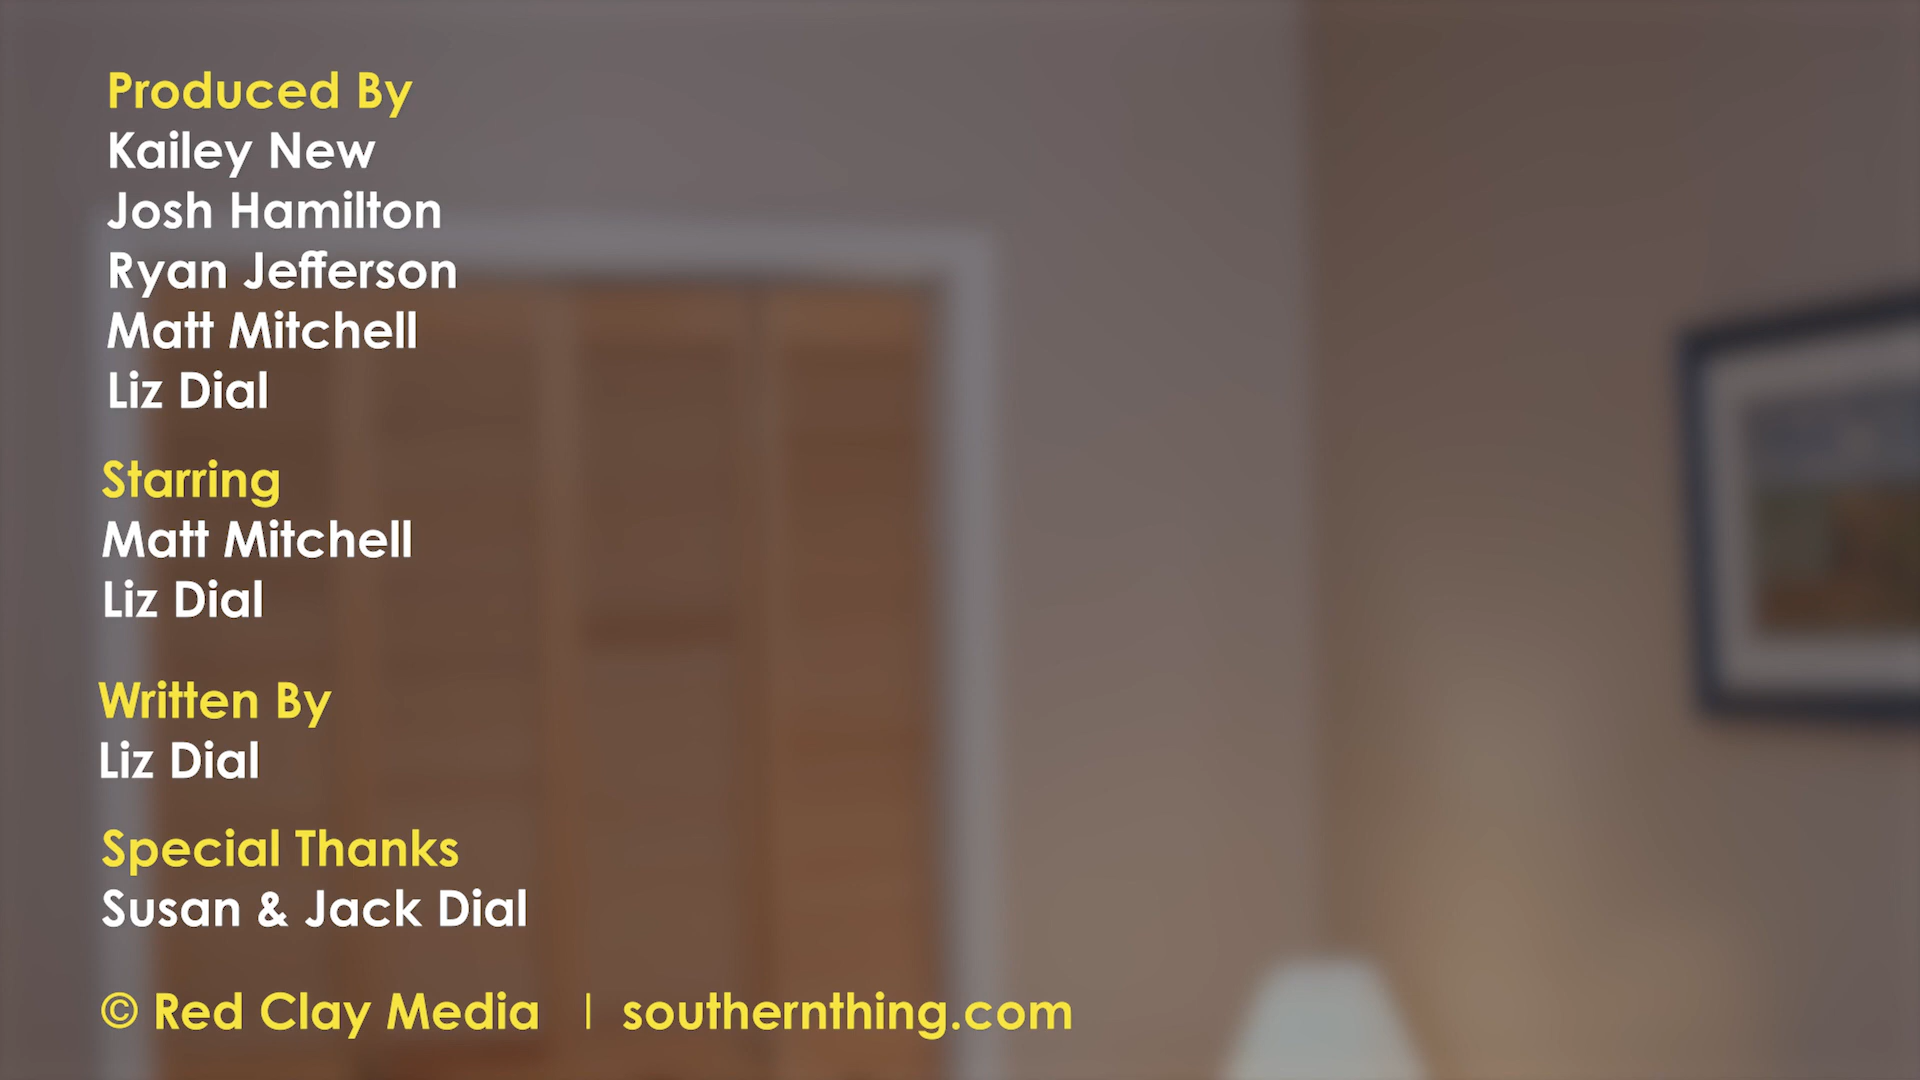 Produced By
Kailey New
Josh Hamilton
Ryan Jefferson
Matt Mitchell
Liz Dial
Starring
Matt Mitchell
Liz Dial
Written By
Liz Dial
Special Thanks
Susan & Jack Dial
© Red Clay Media | southernthing.com